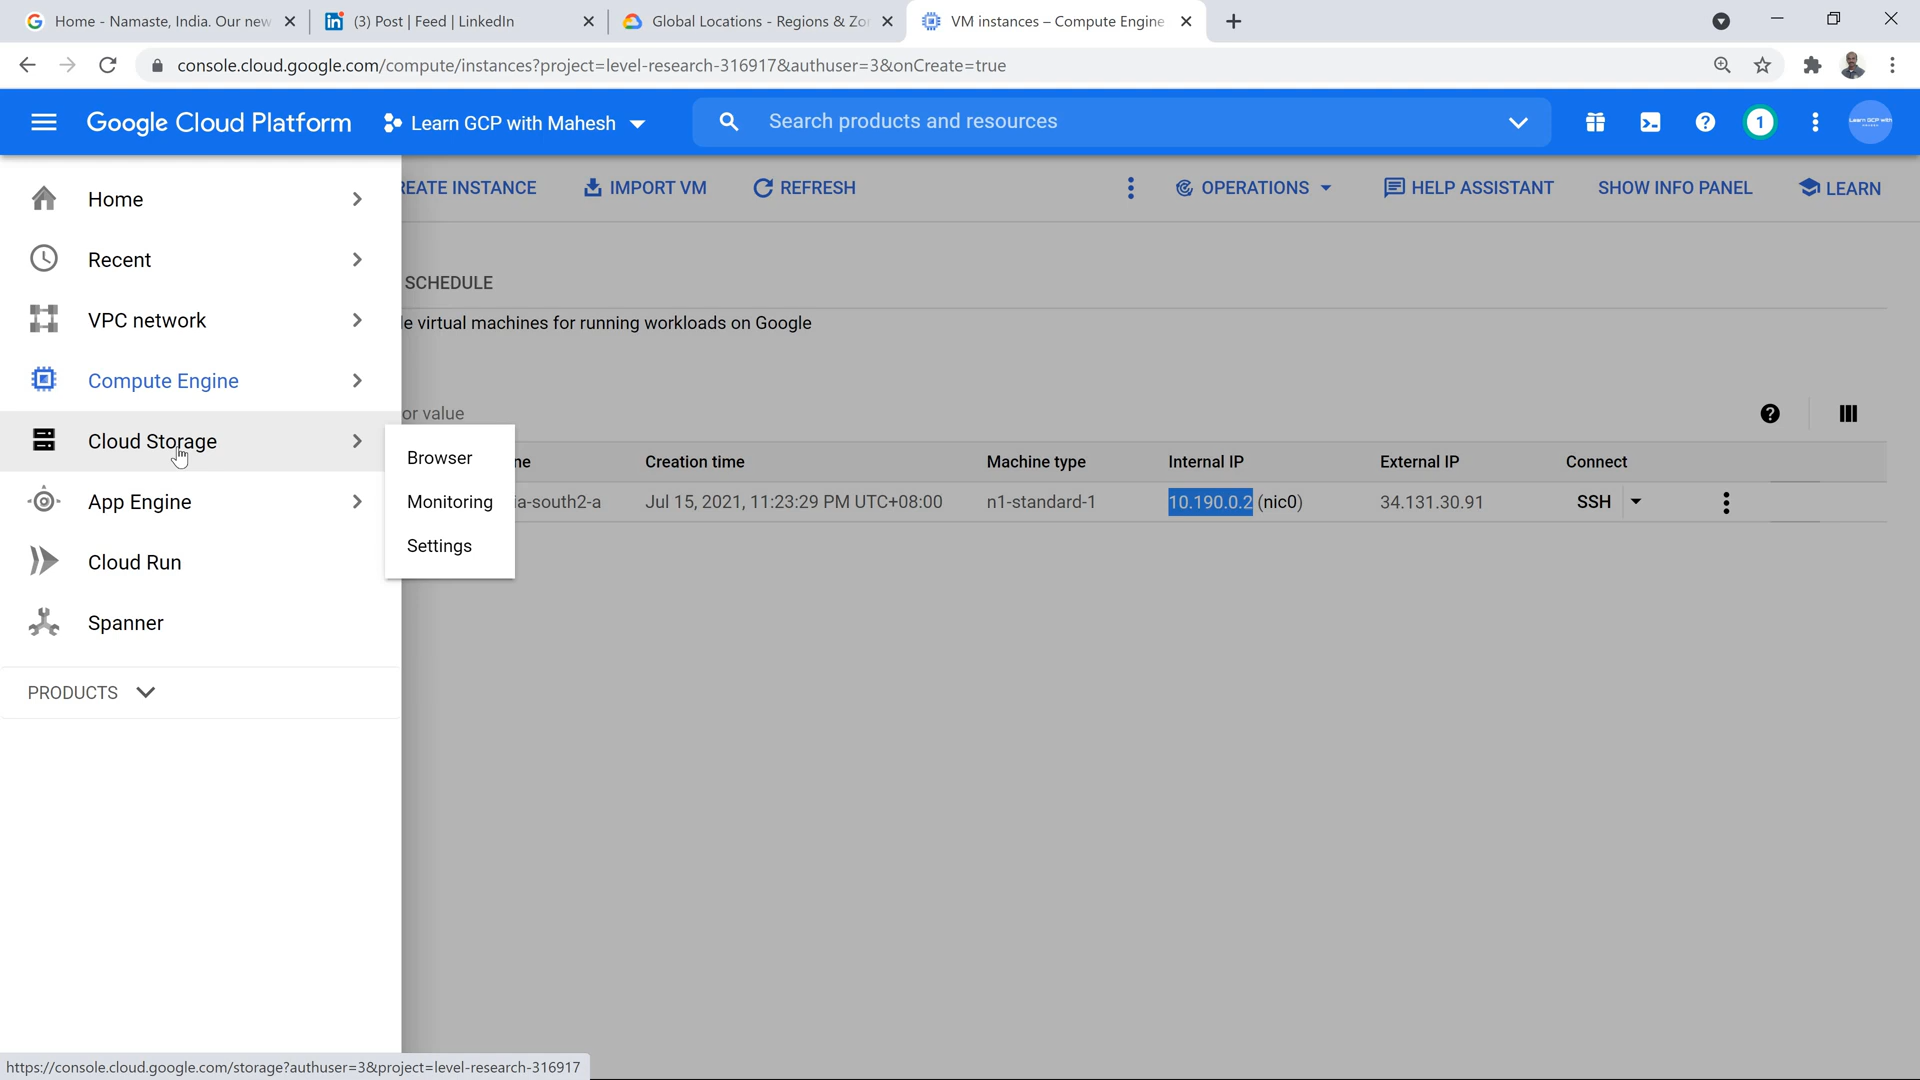 Home - Namaste, India. Our new
(3) Post | Feed | LinkedIn
Global Locations - Regions & Zo
VM instances – Compute Engine
console.cloud.google.com/compute/instances?project=level-research-316917&authuser=3&onCreate=true
Google Cloud Platform
Learn GCP with Mahesh
Search products and resources
1
Home
Recent
VPC network
Compute Engine
Cloud Storage
App Engine
Cloud Run
Spanner
PRODUCTS
Browser
Monitoring
Settings
REATE INSTANCE
IMPORT VM
REFRESH
OPERATIONS
HELP ASSISTANT
SHOW INFO PANEL
LEARN
SCHEDULE
le virtual machines for running workloads on Google
or value
ne Creation time Machine type Internal IP External IP Connect
ia-south2-a Jul 15, 2021, 11:23:29 PM UTC+08:00 n1-standard-1 10.190.0.2 (nic0) 34.131.30.91 SSH
https://console.cloud.google.com/storage?authuser=3&project=level-research-316917